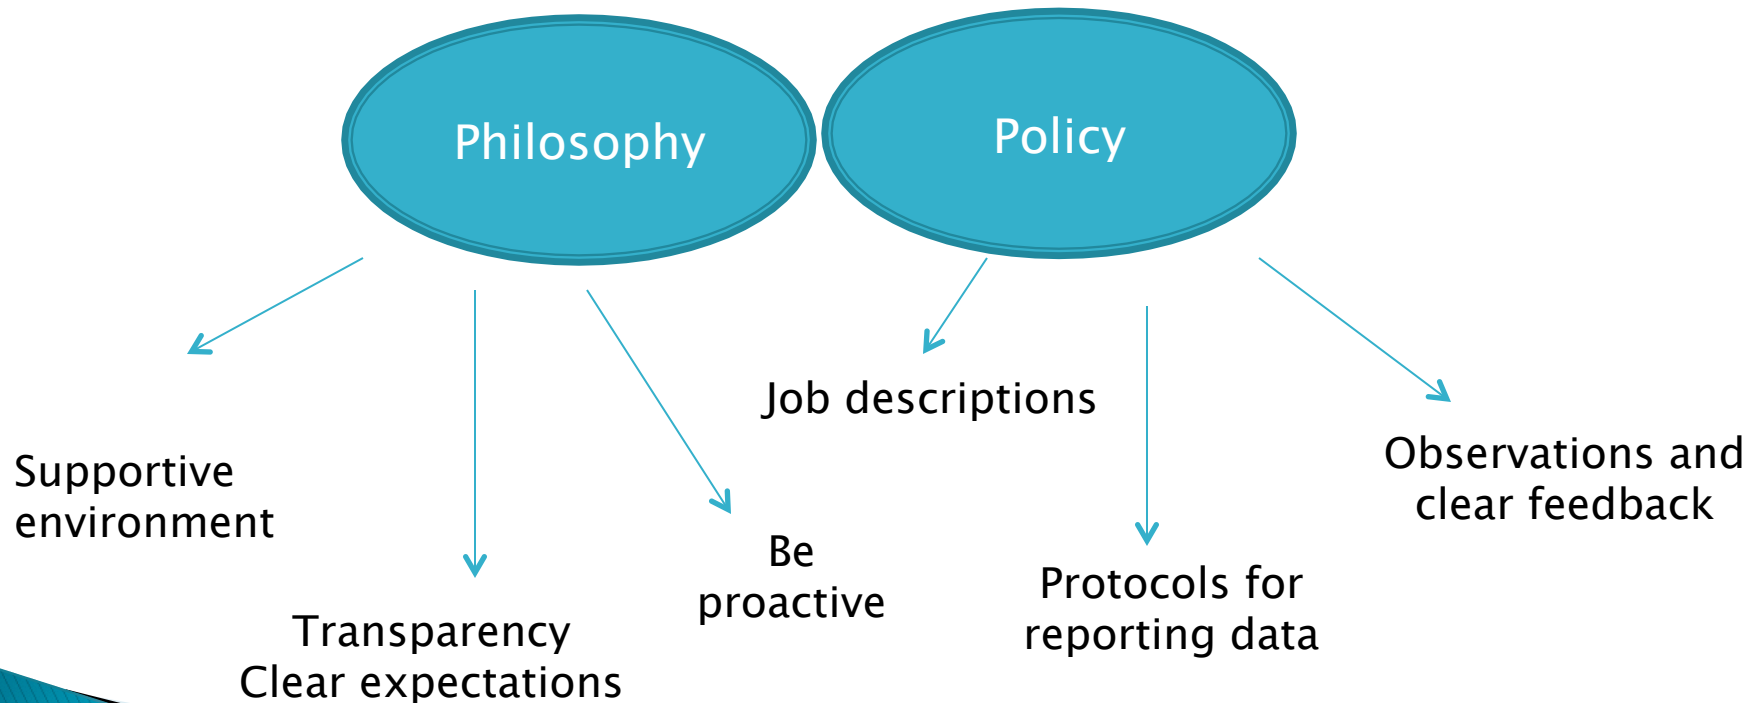 Philosophy
Policy
Supportive
environment
Transparency
Clear expectations
Be
proactive
Job descriptions
Protocols for
reporting data
Observations and
clear feedback